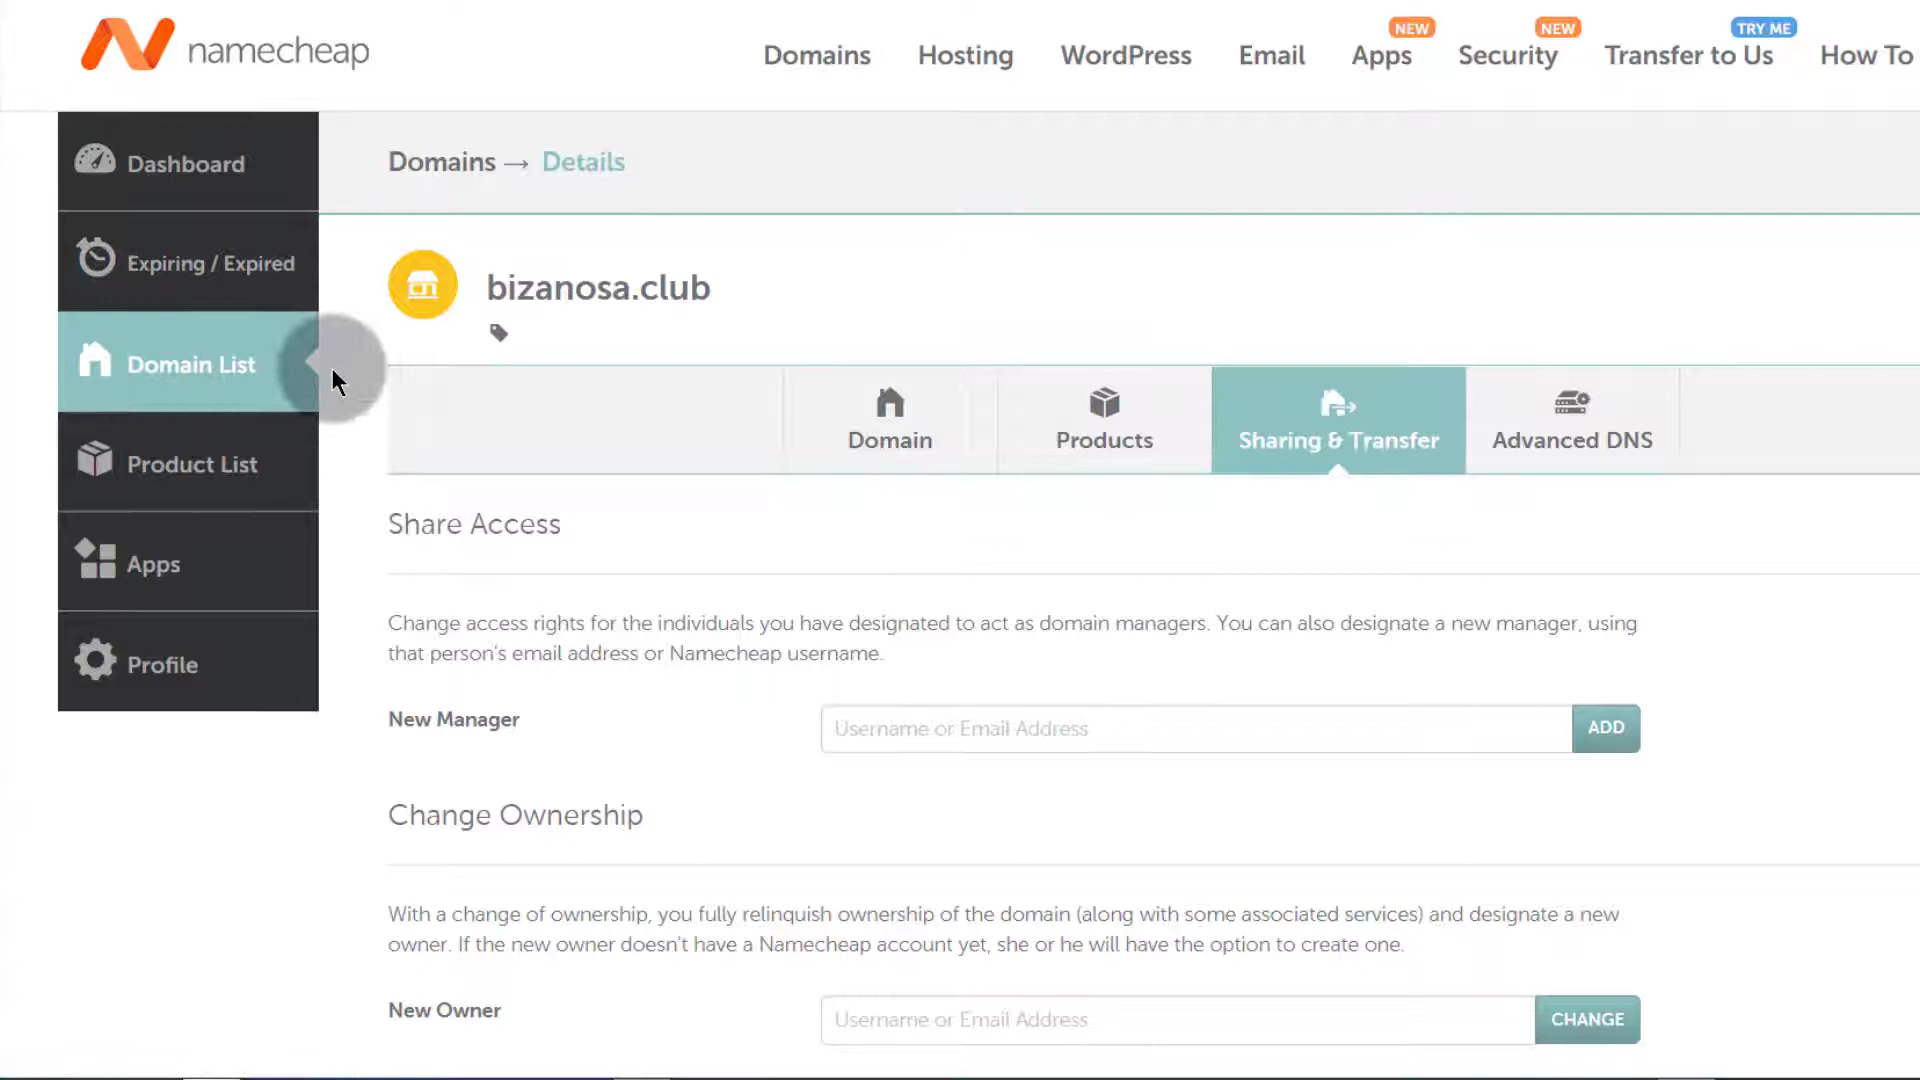 namecheap
Domains
Hosting
WordPress
Email
Apps
NEW
Security
NEW
Transfer to Us
TRY ME
How To
Dashboard
Expiring / Expired
Domain List
Product List
Apps
Profile
Domains → Details
bizanosa.club
Domain
Products
Sharing & Transfer
Advanced DNS
Share Access
Change access rights for the individuals you have designated to act as domain managers. You can also designate a new manager, using
that person's email address or Namecheap username.
New Manager
Username or Email Address
ADD
Change Ownership
With a change of ownership, you fully relinquish ownership of the domain (along with some associated services) and designate a new
owner. If the new owner doesn't have a Namecheap account yet, she or he will have the option to create one.
New Owner
Username or Email Address
CHANGE